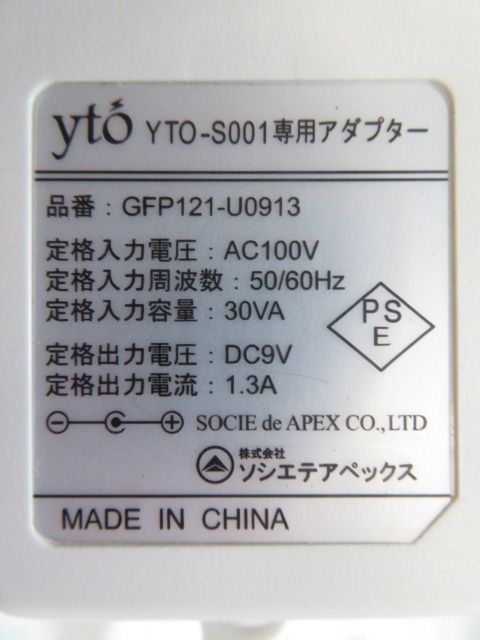 ytó YTO-S001専用アダプター
品番：GFP121-U0913
定格入力電圧：AC100V
定格入力周波数：50/60Hz
定格入力容量：30VA
PS
E
定格出力電圧：DC9V
定格出力電流：1.3A
SOCIE de APEX CO.,LTD
株式会社
ソシエテアペックス
MADE IN CHINA